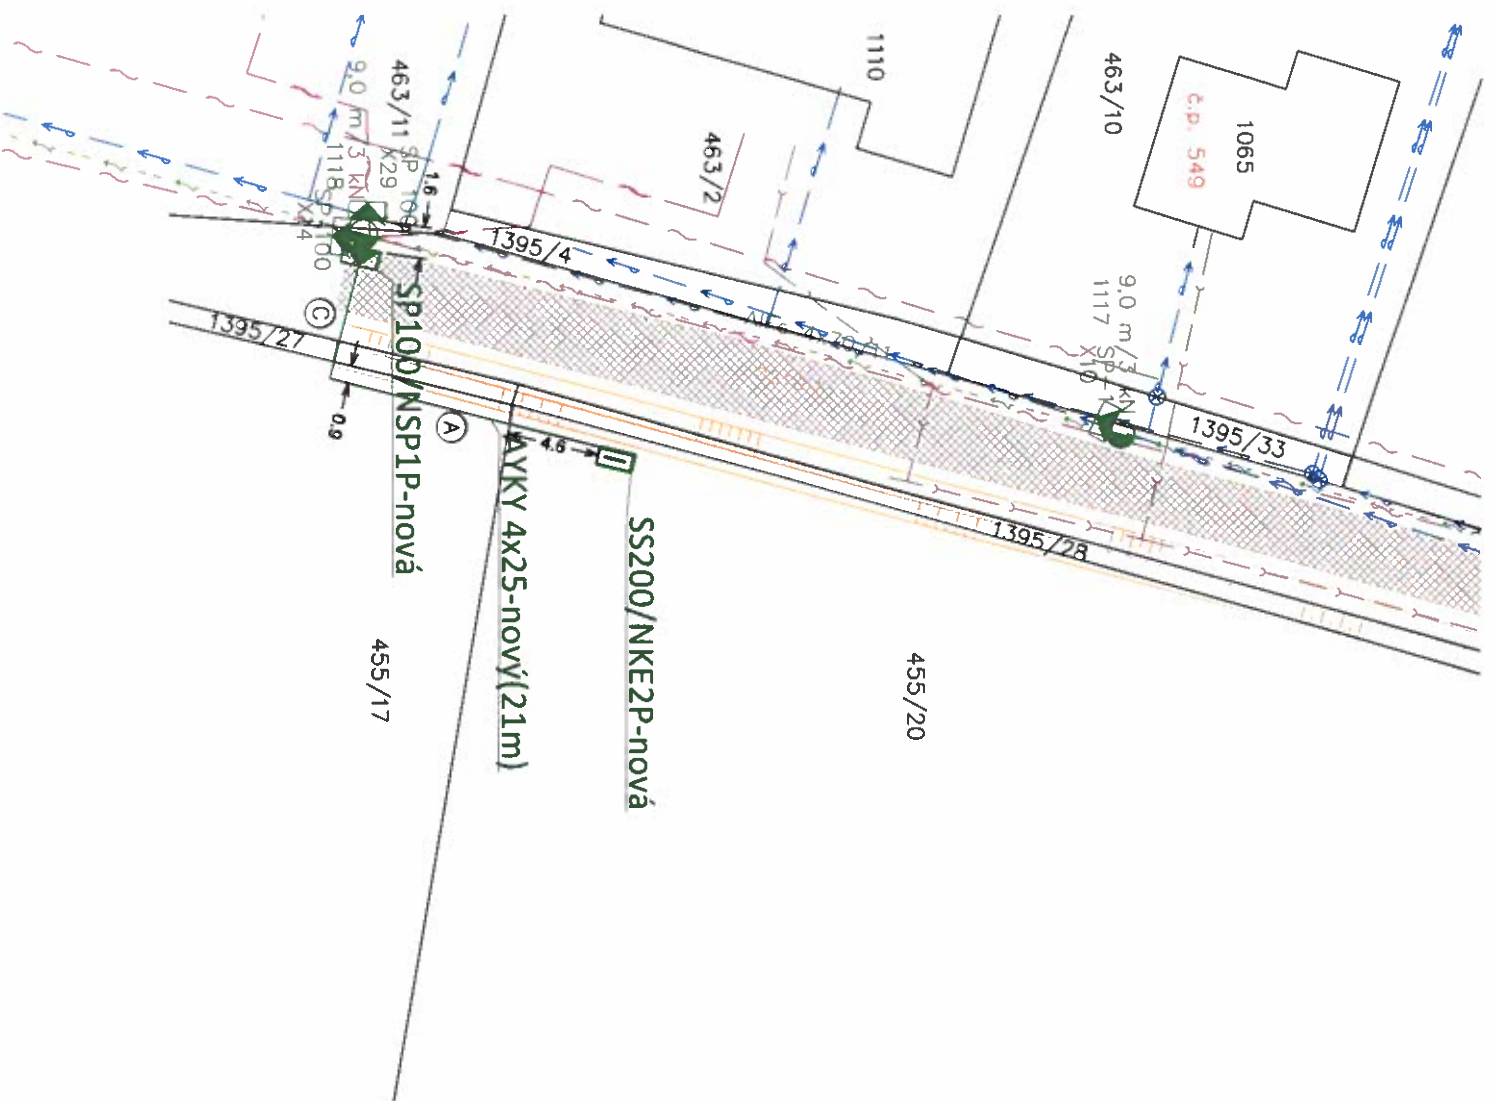 1110
463/10
1065
č.p. 549
463/2
463/11
SP 100
X29
9,0 m/3 kN
1118
X14
1.6
1395/4
9,0 m/3 kN
1117
X10
1395/33
1395/27
C
A
0.9
4.6
1395/28
SP100/NSP1P-nová
AYKY 4x25-nový(21m)
SS200/NKE2P-nová
455/17
455/20